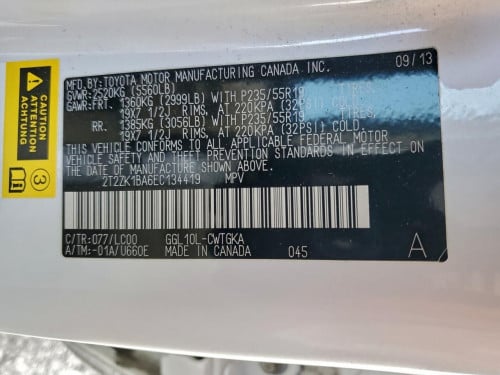 MFD. BY: TOYOTA MOTOR MANUFACTURING CANADA INC. 09/13
GVWR: 2520KG (5560LB)
GAWR: FRT. 1360KG (2999LB) WITH P235/55R19 TIRES,
19X7 1/2J RIMS, AT 220KPA (32PSI) COLD.
RR. 1385KG (3056LB) WITH P235/55R19 TIRES,
19X7 1/2J RIMS, AT 220KPA (32PSI) COLD.
THIS VEHICLE CONFORMS TO ALL APPLICABLE FEDERAL MOTOR
VEHICLE SAFETY AND THEFT PREVENTION STANDARDS IN EFFECT ON
THE DATE OF MANUFACTURE SHOWN ABOVE.
2T2ZK1BA6EC134419 MPV
C/TR: 077/LC00 GGL10L-CWTGKA
A/TM: -01A/U660E MADE IN CANADA 045 A
CAUTION
ATTENTION
ACHTUNG
3